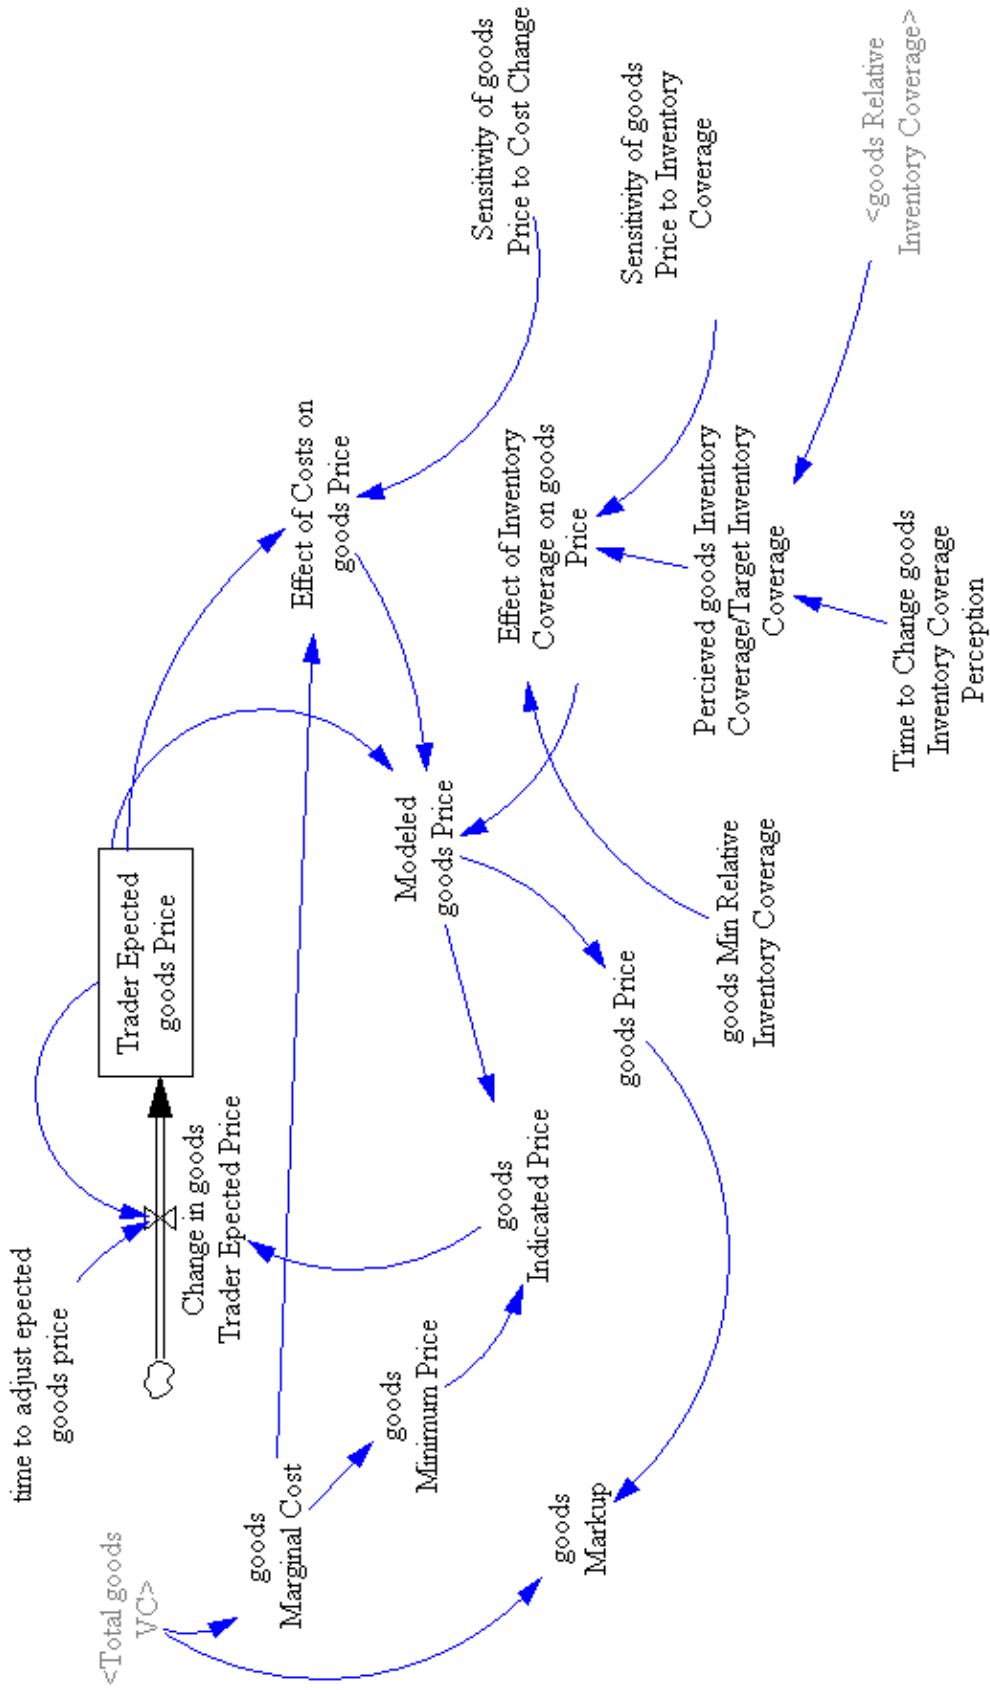 time to adjust epected
goods price
<Total goods
VC>
Change in goods
Trader Epected Price
Trader Epected
goods Price
goods
Marginal Cost
goods
Minimum Price
goods
Markup
goods
Indicated Price
Modeled
goods Price
goods Price
Effect of Costs on
goods Price
Sensitivity of goods
Price to Cost Change
Effect of Inventory
Coverage on goods
Price
Sensitivity of goods
Price to Inventory
Coverage
goods Min Relative
Inventory Coverage
Percieved goods Inventory
Coverage/Target Inventory
Coverage
Time to Change goods
Inventory Coverage
Perception
<goods Relative
Inventory Coverage>